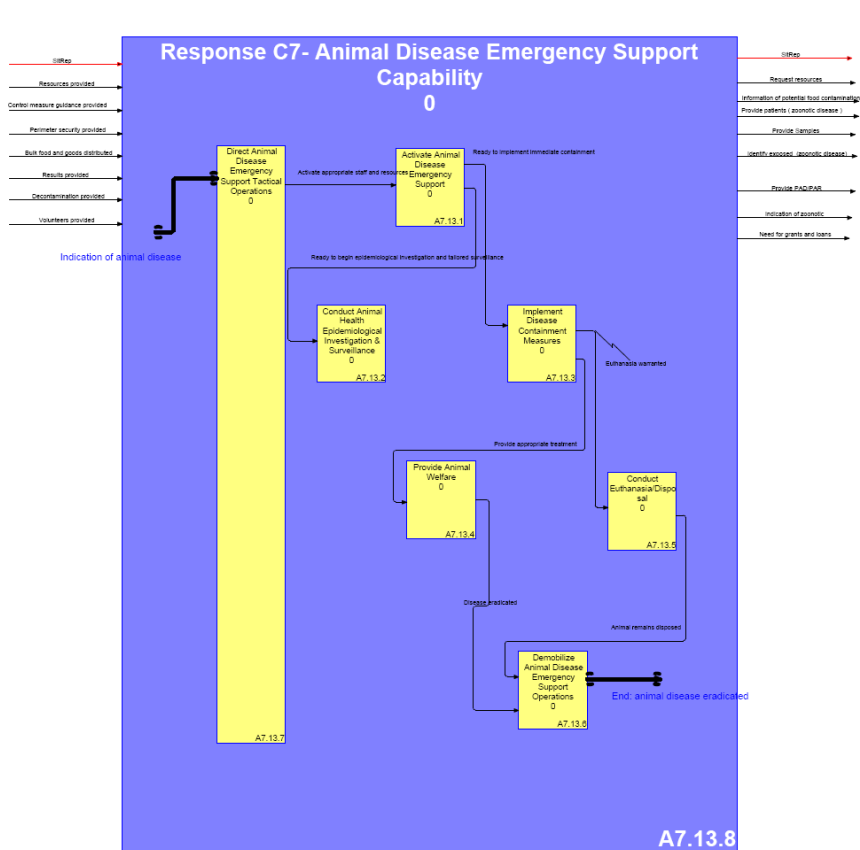 Response C7- Animal Disease Emergency Support
Capability
0
SitRep
Resources provided
Control measure guidance provided
Perimeter security provided
Bulk food and goods distributed
Results provided
Decontamination provided
Volunteers provided
Indication of animal disease
SitRep
Request resources
Information of potential food contamination
Provide patients ( zoonotic disease )
Provide Samples
Identify exposed (zoonotic disease)
Provide PAD/PAR
Indication of zoonotic
Need for grants and loans
Direct Animal
Disease
Emergency
Support Tactical
Operations
0
A7.13.7
Activate appropriate staff and resources
Activate Animal
Disease
Emergency
Support
0
A7.13.1
Ready to implement immediate containment
Ready to begin epidemiological investigation and tailored surveillance
Conduct Animal
Health
Epidemiological
Investigation &
Surveillance
0
A7.13.2
Implement
Disease
Containment
Measures
0
A7.13.3
Euthanasia warranted
Provide appropriate treatment
Provide Animal
Welfare
0
A7.13.4
Conduct
Euthanasia/Dispo
sal
0
A7.13.5
Disease eradicated
Animal remains disposed
Demobilize
Animal Disease
Emergency
Support
Operations
0
A7.13.6
End: animal disease eradicated
A7.13.8